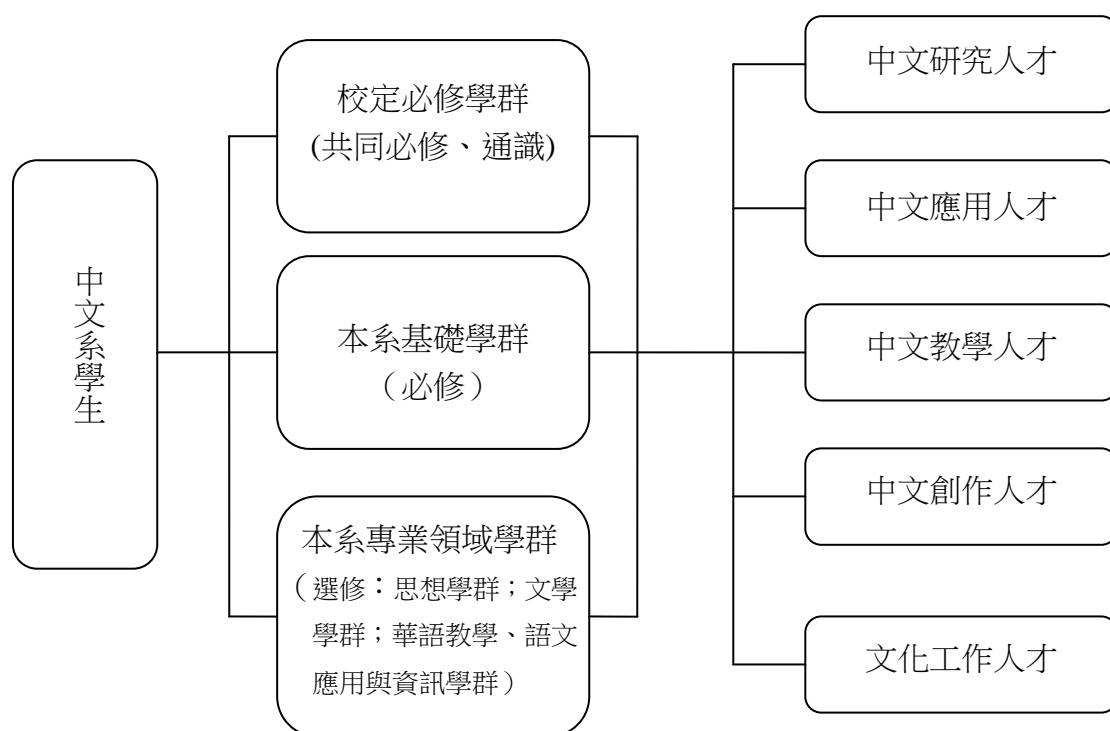 中文系學生
校定必修學群
(共同必修、通識)
本系基礎學群
（必修）
本系專業領域學群
（選修：思想學群；文學
學群；華語教學、語文
應用與資訊學群）
中文研究人才
中文應用人才
中文教學人才
中文創作人才
文化工作人才